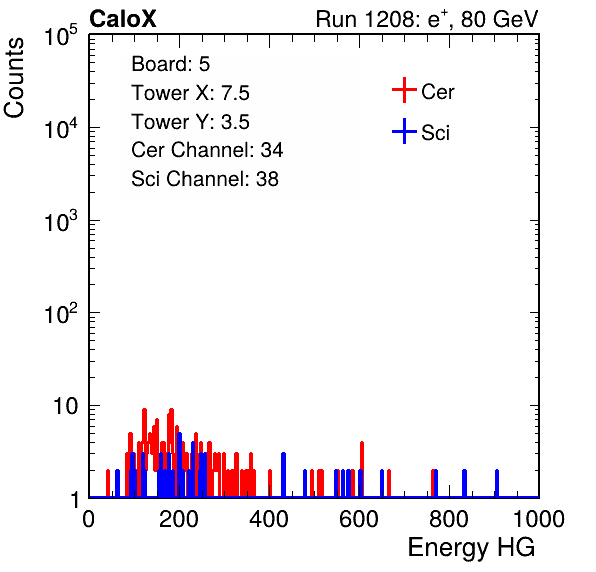 CaloX
Run 1208: e⁺, 80 GeV
Counts
10⁵
10⁴
10³
10²
10
1
Board: 5
Tower X: 7.5
Tower Y: 3.5
Cer Channel: 34
Sci Channel: 38
Cer
Sci
0 200 400 600 800 1000
Energy HG